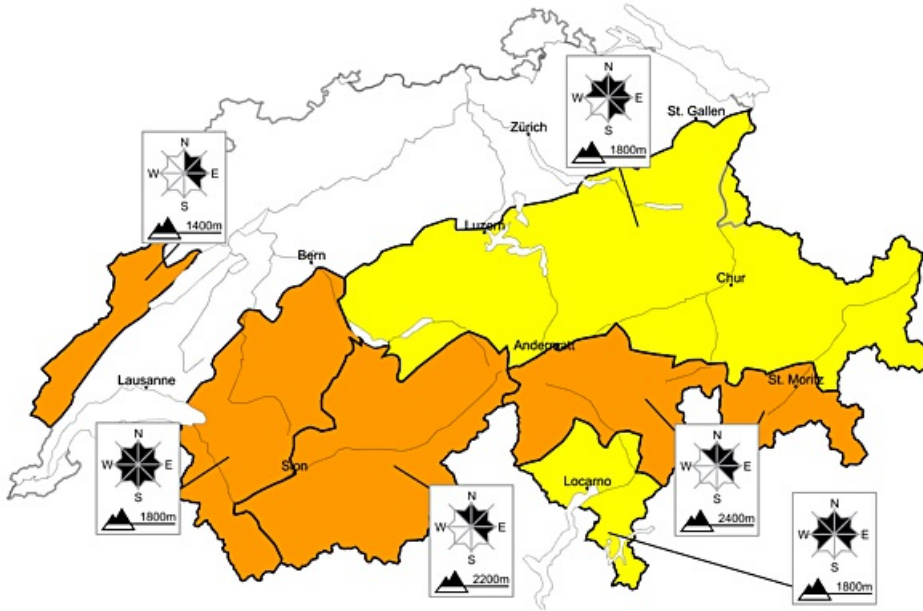 N
W E
S
1800m
St. Gallen
Zürich
N
W E
S
1400m
Luzern
Bern
Chur
Andermatt
St. Moritz
Lausanne
N
W E
S
1800m
Sion
Locarno
N
W E
S
2400m
N
W E
S
2200m
N
W E
S
1800m